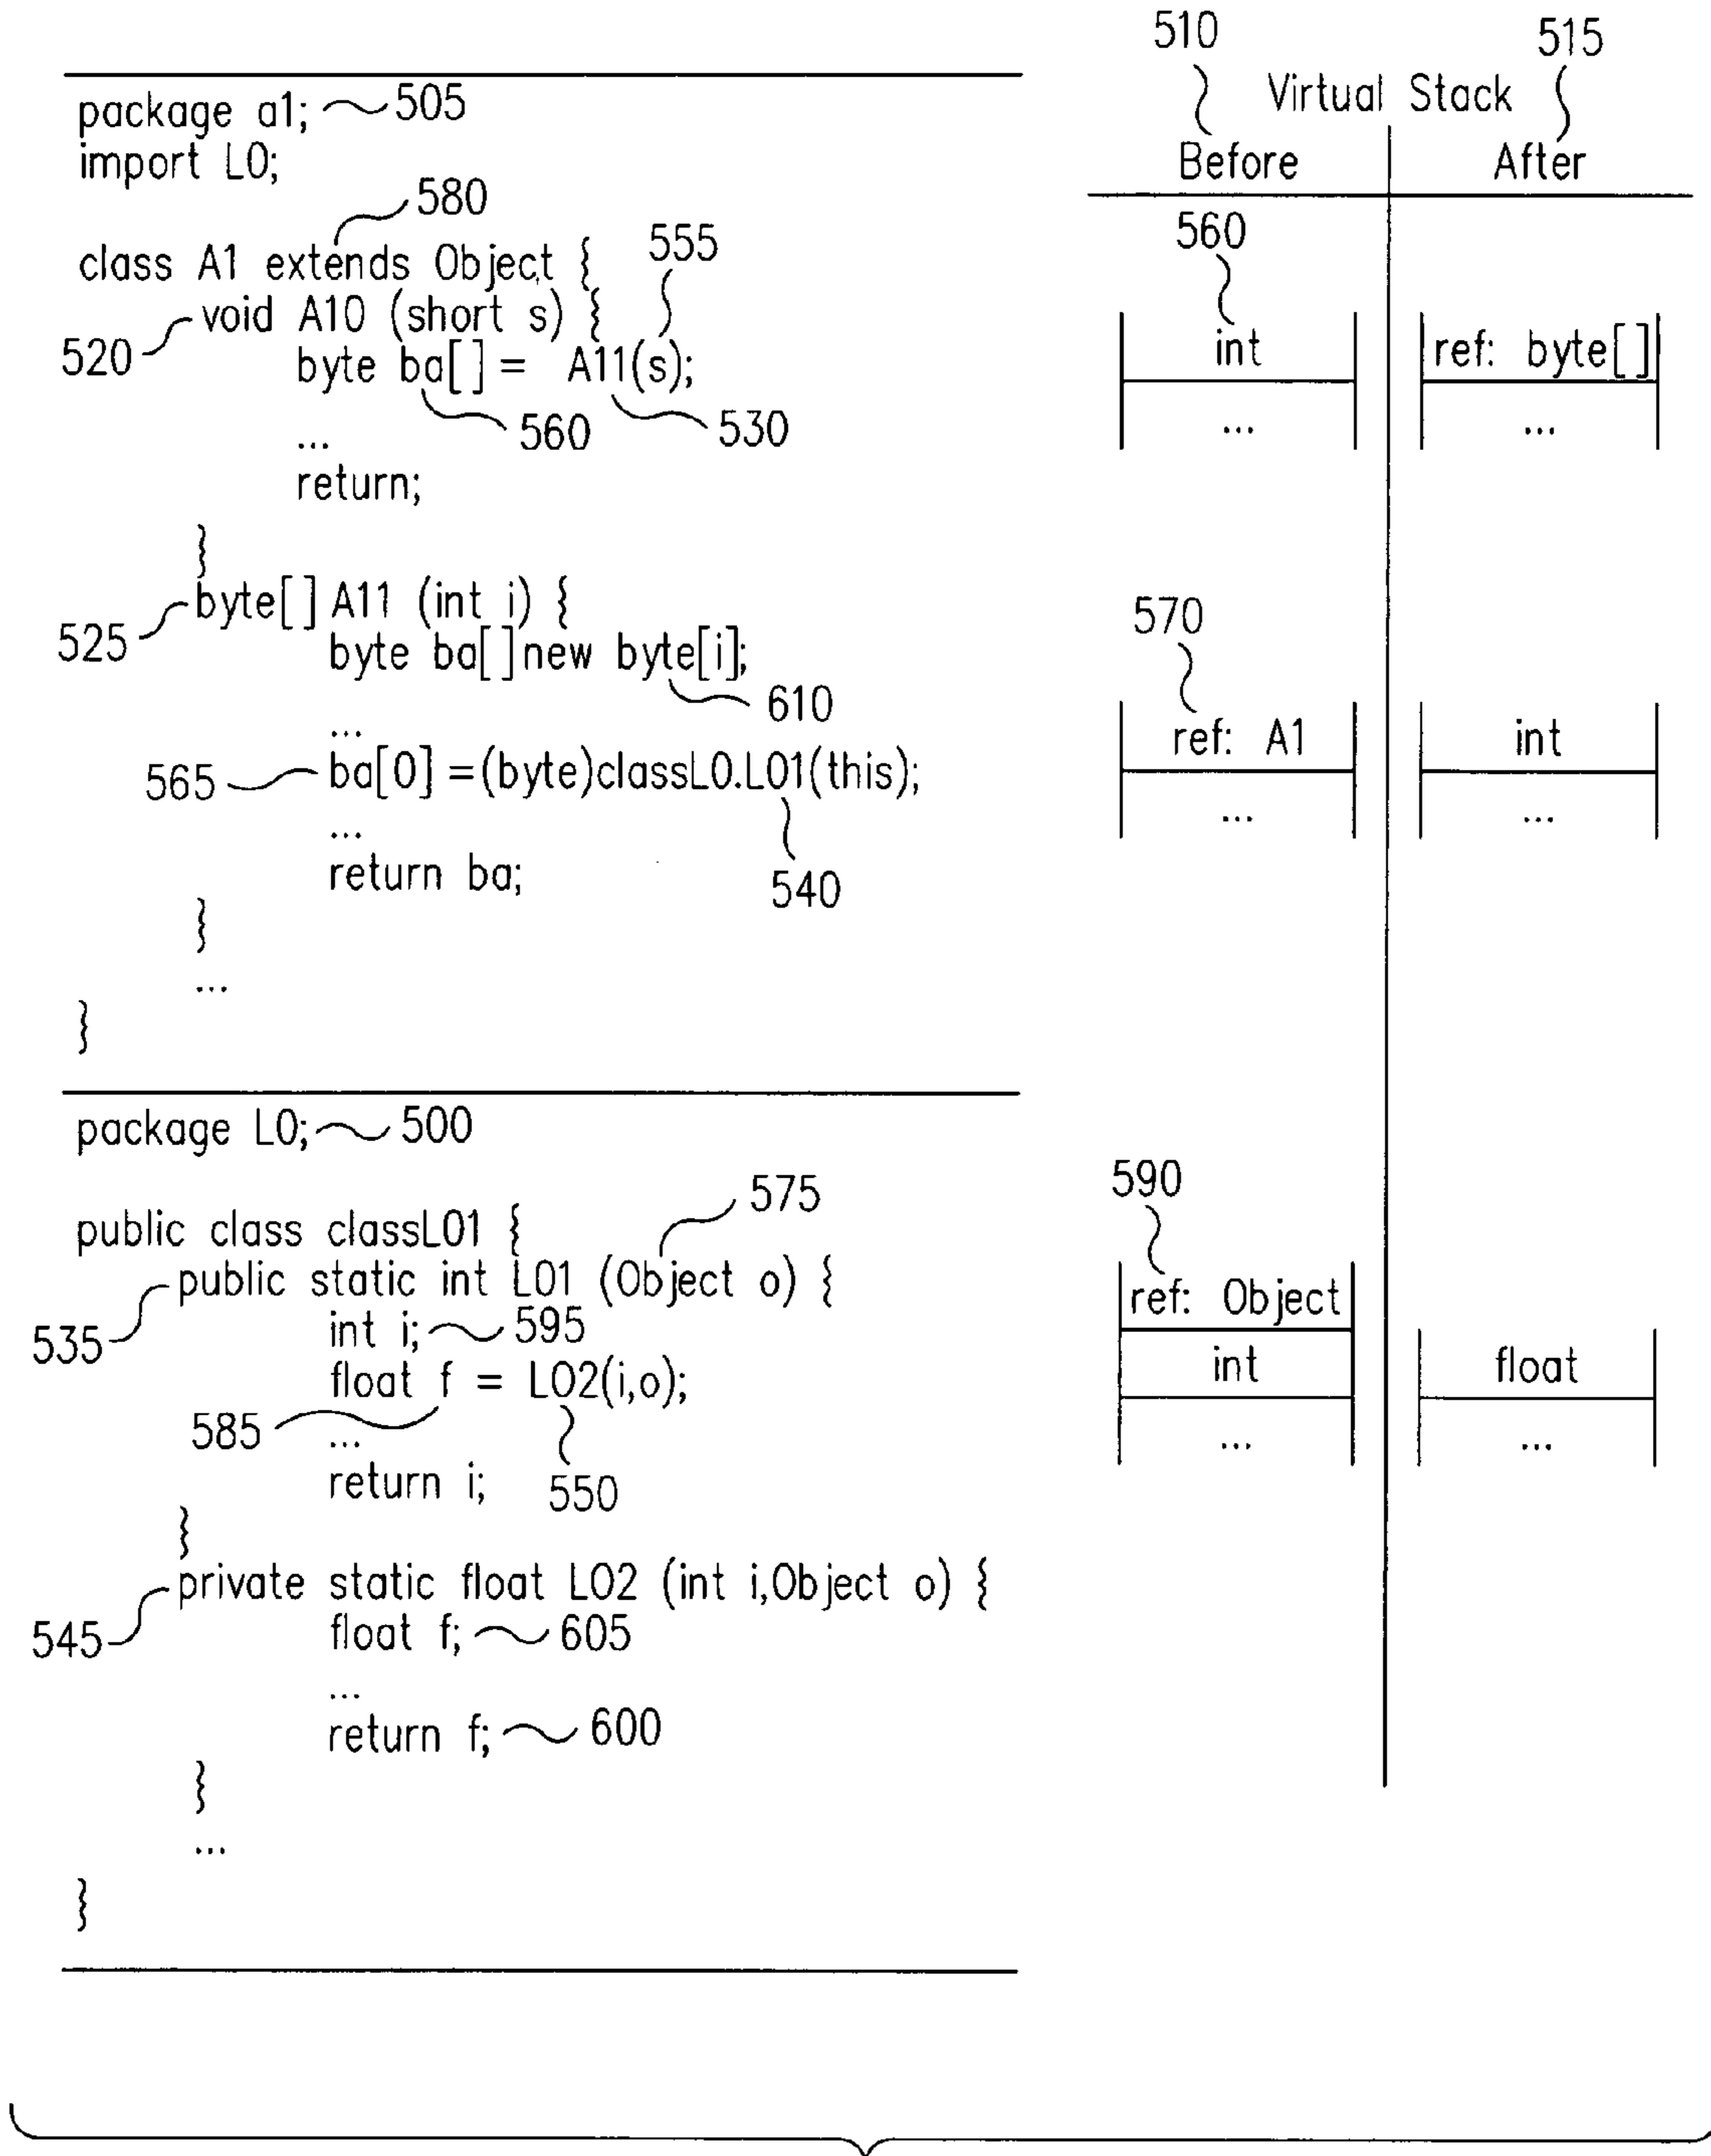 510
515
Virtual Stack
Before After
package a1; 505
import L0;
580
class A1 extends Object {
555
520 void A10 (short s) {
byte ba[] = A11(s);
560 530
...
return;
}
560
int ref: byte[]
... ...
525 byte[] A11 (int i) {
byte ba[]new byte[i];
610
...
565 ba[0] =(byte)classL0.L01(this);
...
540
return ba;
}
...
}
570
ref: A1 int
... ...
package L0; 500
575
public class classL01 {
535 public static int L01 (Object o) {
int i; 595
float f = L02(i,o);
585 ...
return i; 550
}
590
ref: Object
int float
... ...
545 private static float L02 (int i,Object o) {
float f; 605
...
return f; 600
}
...
}